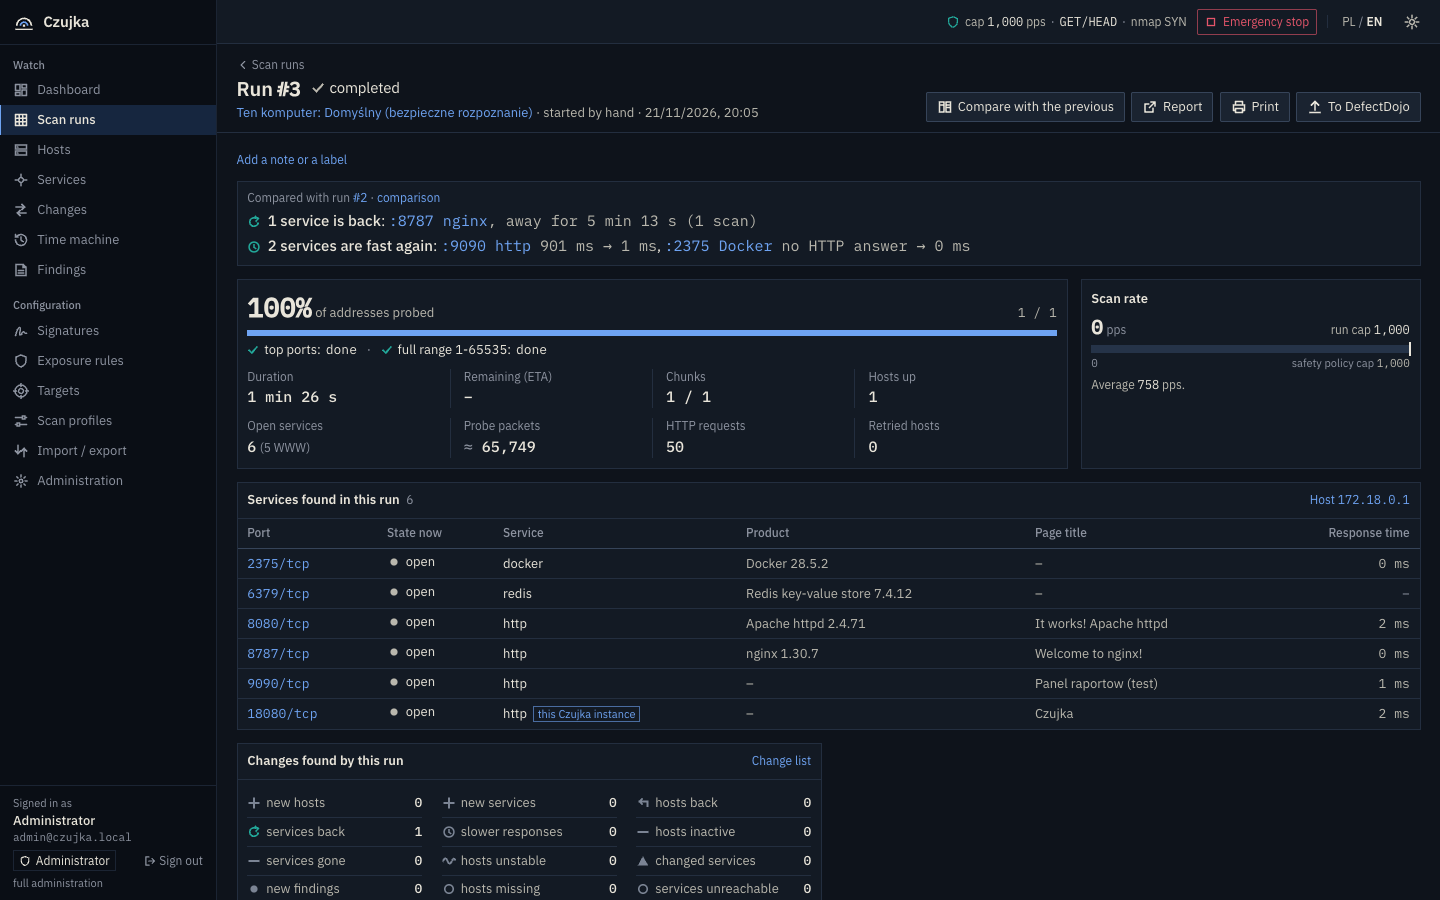 Czujka
cap 1,000 pps · GET/HEAD · nmap SYN
Emergency stop
PL / EN
Watch
Dashboard
Scan runs
Hosts
Services
Changes
Time machine
Findings
Configuration
Signatures
Exposure rules
Targets
Scan profiles
Import / export
Administration
Signed in as
Administrator
admin@czujka.local
Administrator
Sign out
full administration
Scan runs
Run #3 completed
Ten komputer: Domyślny (bezpieczne rozpoznanie) · started by hand · 21/11/2026, 20:05
Compare with the previous
Report
Print
To DefectDojo
Add a note or a label
Compared with run #2 · comparison
1 service is back: :8787 nginx, away for 5 min 13 s (1 scan)
2 services are fast again: :9090 http 901 ms → 1 ms, :2375 Docker no HTTP answer → 0 ms
100% of addresses probed 1 / 1
top ports: done · full range 1-65535: done
Duration Remaining (ETA) Chunks Hosts up
1 min 26 s – 1 / 1 1
Open services Probe packets HTTP requests Retried hosts
6 (5 WWW) ≈ 65,749 50 0
Scan rate
0 pps run cap 1,000
0 safety policy cap 1,000
Average 758 pps.
Services found in this run 6 Host 172.18.0.1
Port State now Service Product Page title Response time
2375/tcp open docker Docker 28.5.2 – 0 ms
6379/tcp open redis Redis key-value store 7.4.12 – –
8080/tcp open http Apache httpd 2.4.71 It works! Apache httpd 2 ms
8787/tcp open http nginx 1.30.7 Welcome to nginx! 0 ms
9090/tcp open http – Panel raportow (test) 1 ms
18080/tcp open http this Czujka instance – Czujka 2 ms
Changes found by this run Change list
new hosts 0 new services 0 hosts back 0
services back 1 slower responses 0 hosts inactive 0
services gone 0 hosts unstable 0 changed services 0
new findings 0 hosts missing 0 services unreachable 0